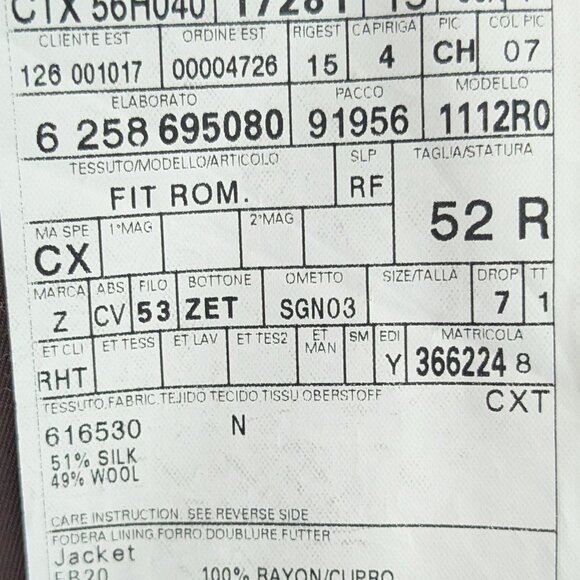 CTX 56H040
CLIENTE EST ORDINE EST RIGEST CAPIRIGA PIC COL PIC
126 001017 00004726 15 4 CH 07
ELABORATO PACCO MODELLO
6 258 695080 91956 1112R0
TESSUTO/MODELLO/ARTICOLO SLP TAGLIA/STATURA
FIT ROM. RF 52 R
MA SPE 1°MAG 2°MAG
CX
MARCA ABS FILO BOTTONE OMETTO SIZE/TALLA DROP TT
Z CV 53 ZET SGN03 7 1
ET CLI ET TESS ET LAV ET TES2 ET MAN SM EDI MATRICOLA
RHT Y 366224 8
TESSUTO,FABRIC TEJIDO TECIDO TISSU OBERSTOFF CXT
616530 N
51% SILK
49% WOOL
CARE INSTRUCTION SEE REVERSE SIDE
FODERA LINING FORRO DOUBLURE FUTTER
Jacket
100% RAYON/CUPRO